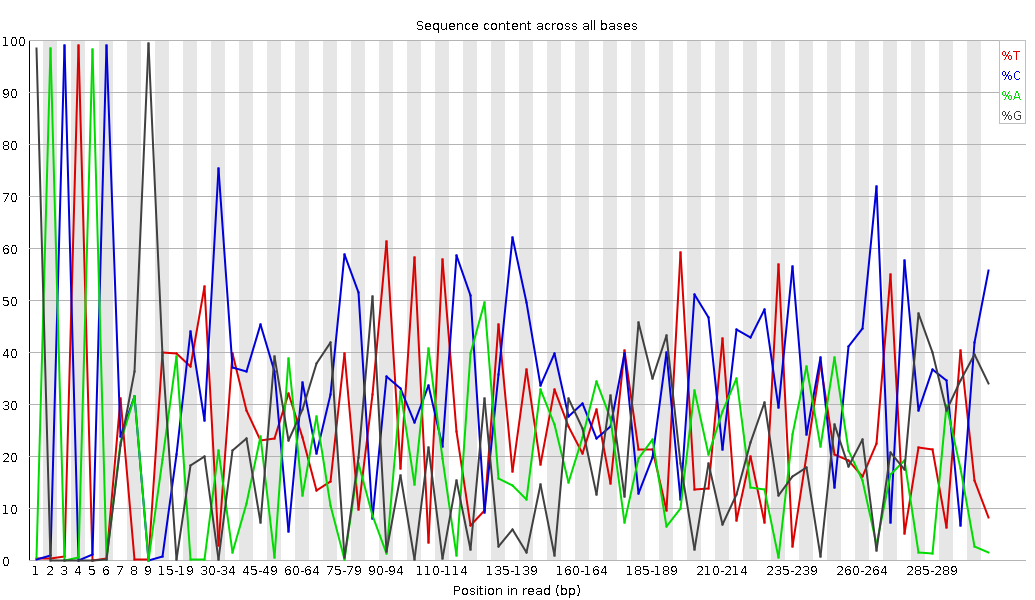 Sequence content across all bases
100
90
80
70
60
50
40
30
20
10
0
%T
%C
%A
%G
1 2 3 4 5 6 7 8 9 15-19 30-34 45-49 60-64 75-79 90-94 110-114 135-139 160-164 185-189 210-214 235-239 260-264 285-289
Position in read (bp)